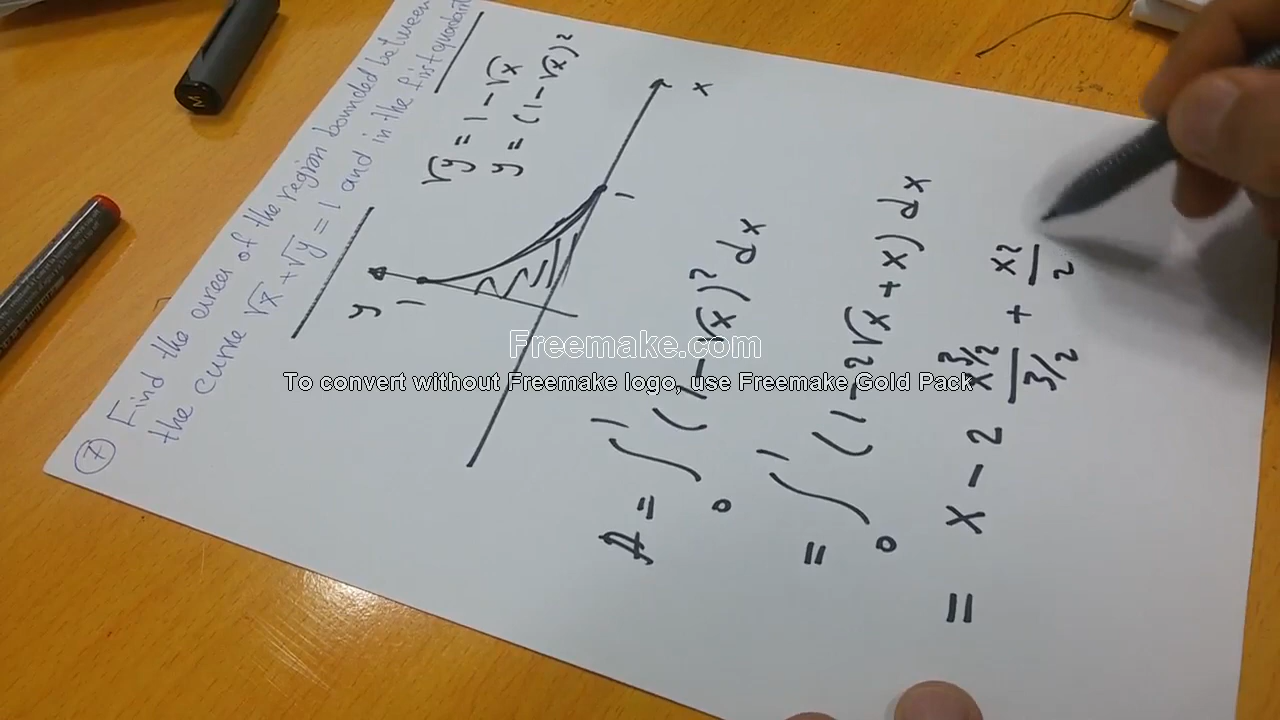 ⑦ Find the area of the region bounded between
the curve √x + √y = 1 and in the first quadrant
√y = 1 - √x
y = (1 - √x)²
y
1
1
x
A = ∫₀¹ (1 - √x)² dx
= ∫₀¹ (1 - 2√x + x) dx
= x - 2 x^3/2 / 3/2 + x²/2
Freemake.com
To convert without Freemake logo, use Freemake Gold Pack
M